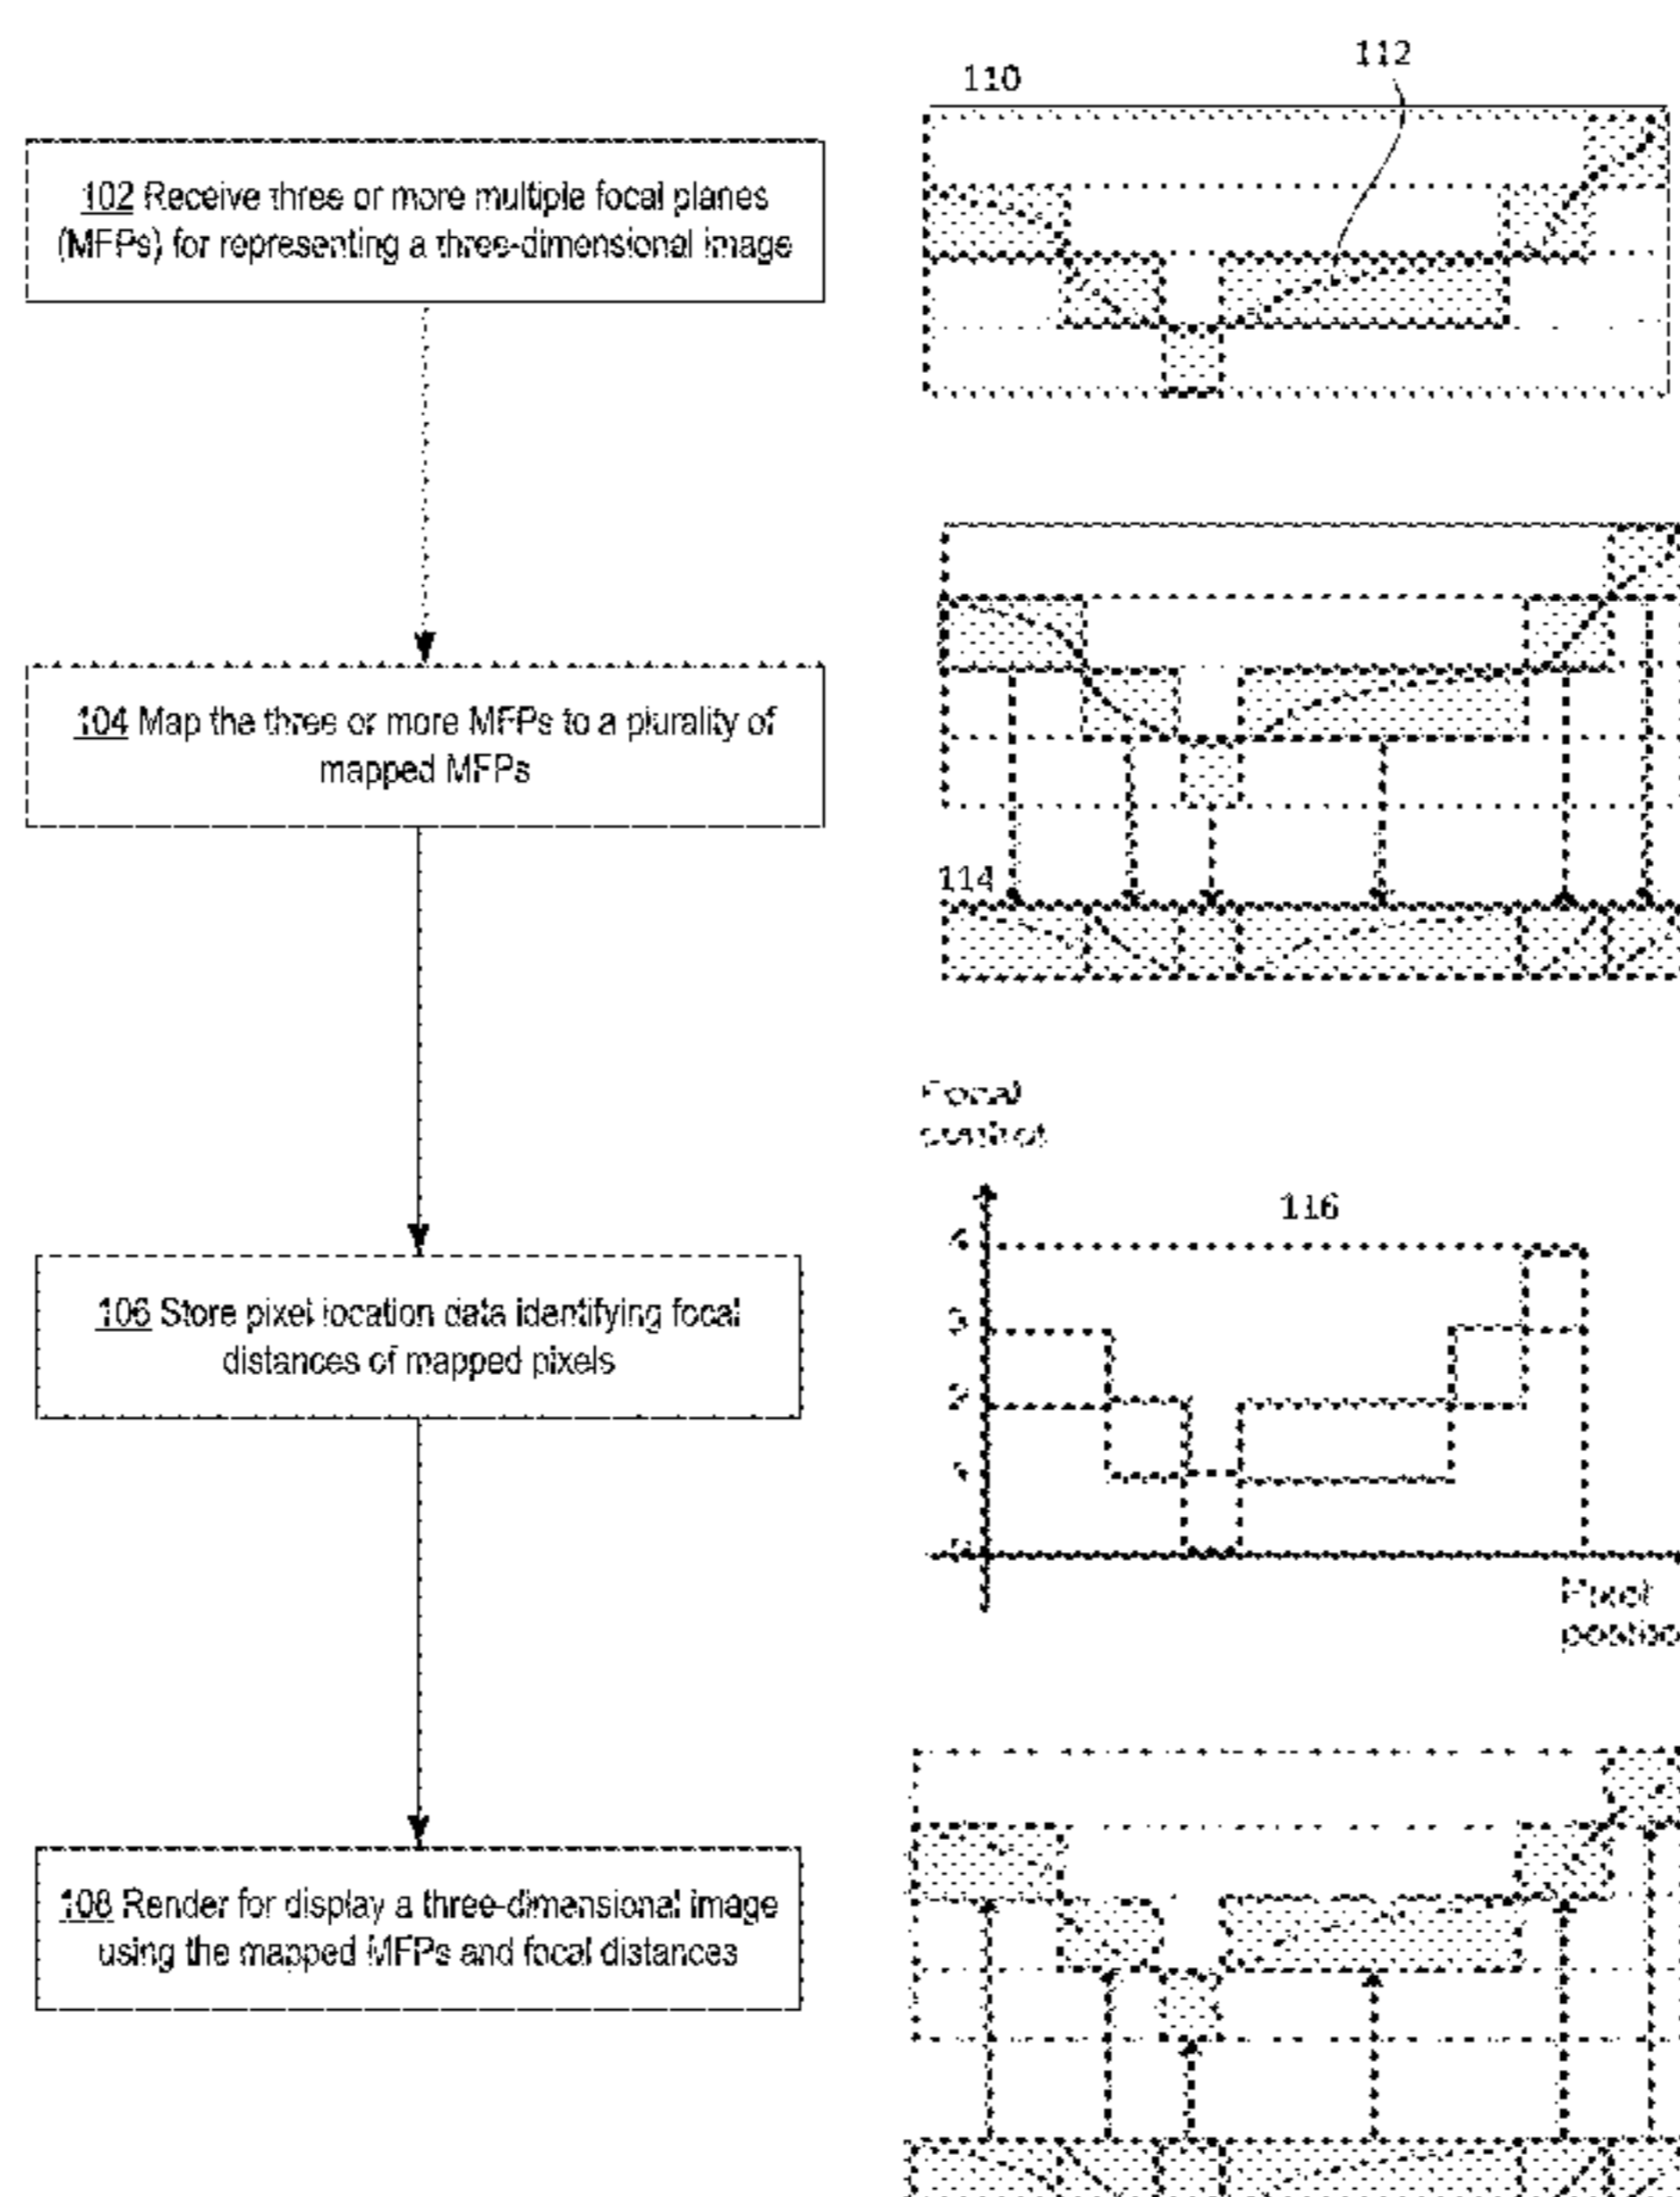 110
112
102 Receive three or more multiple focal planes
(MFPs) for representing a three-dimensional image
104 Map the three or more MFPs to a plurality of
mapped MFPs
114
Focal
control
116
106 Store pixel location data identifying focal
distances of mapped pixels
4
3
2
1
0
Pixel
108 Render for display a three-dimensional image
using the mapped MFPs and focal distances